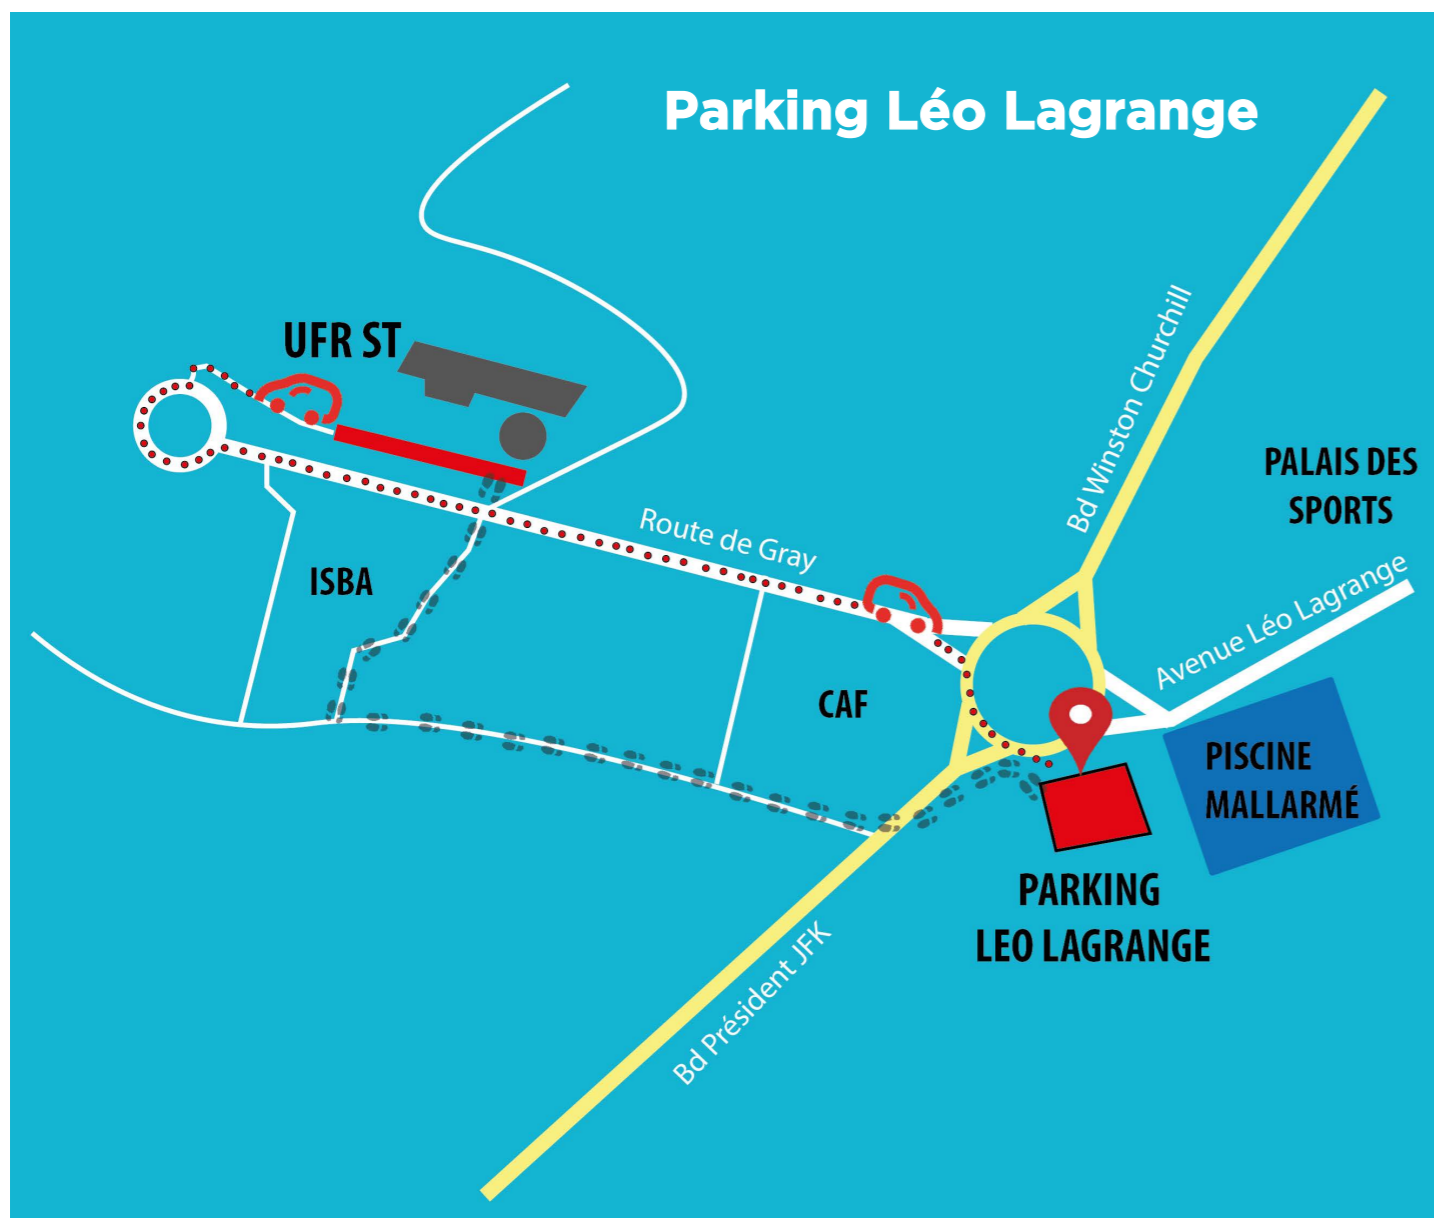 Parking Léo Lagrange
UFR ST
Bd Winston Churchill
PALAIS DES
SPORTS
Route de Gray
Avenue Léo Lagrange
ISBA
CAF
PISCINE
MALLARMÉ
PARKING
LEO LAGRANGE
Bd Président JFK